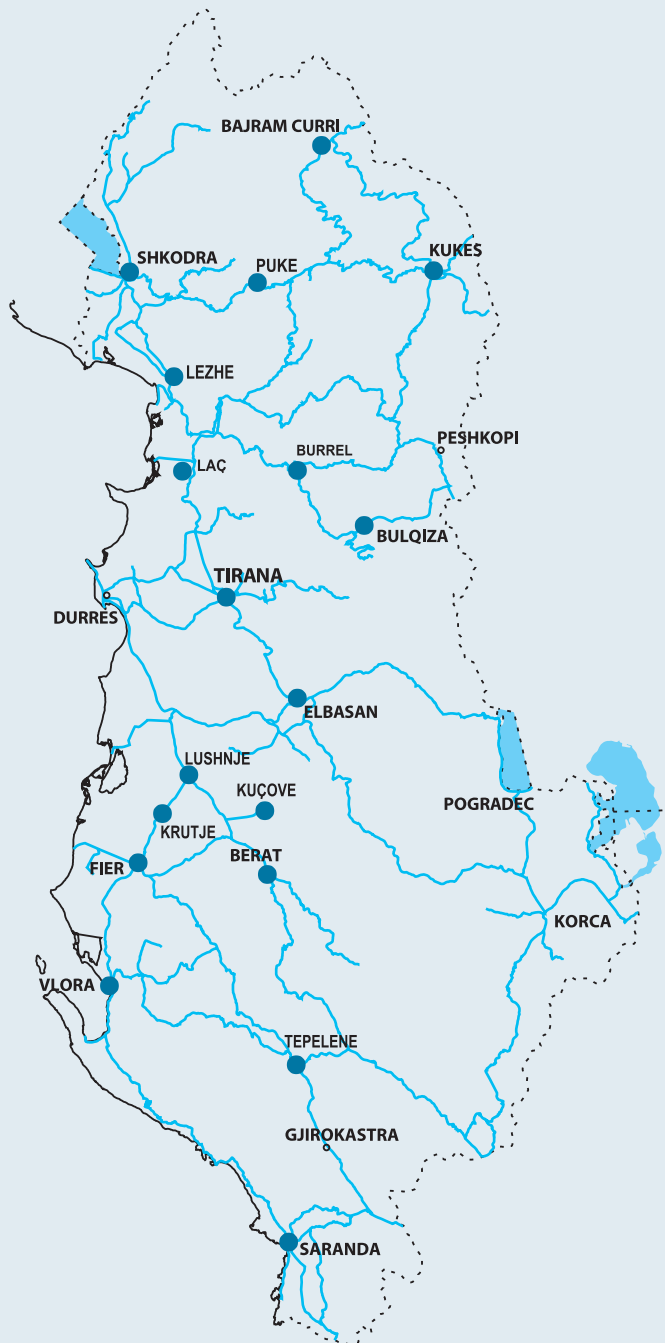 BAJRAM CURRI
SHKODRA
PUKE
KUKES
LEZHE
PESHKOPI
BURREL
LAÇ
BULQIZA
TIRANA
DURRES
ELBASAN
LUSHNJE
KUÇOVE
POGRADEC
KRUTJE
BERAT
FIER
KORCA
VLORA
TEPELENE
GJIROKASTRA
SARANDA